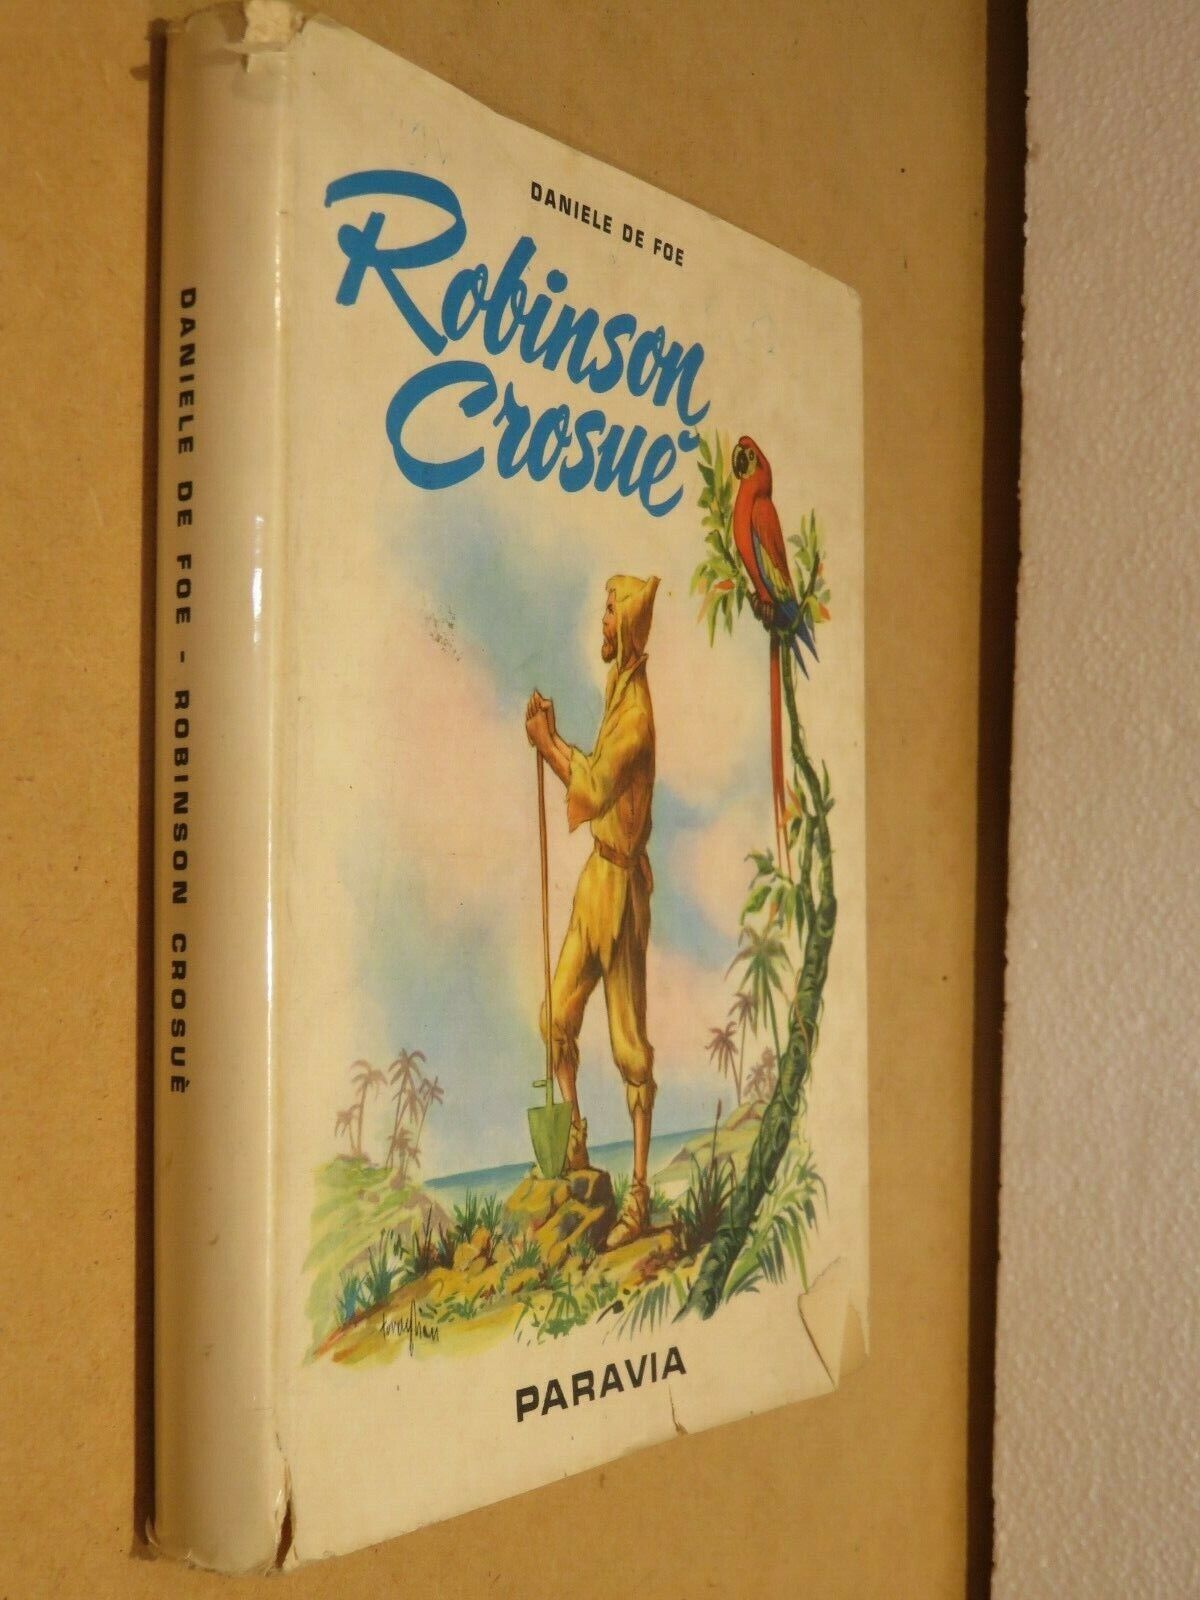 DANIELE DE FOE - ROBINSON CROSUÈ
DANIELE DE FOE
Robinson
Crosuè
PARAVIA